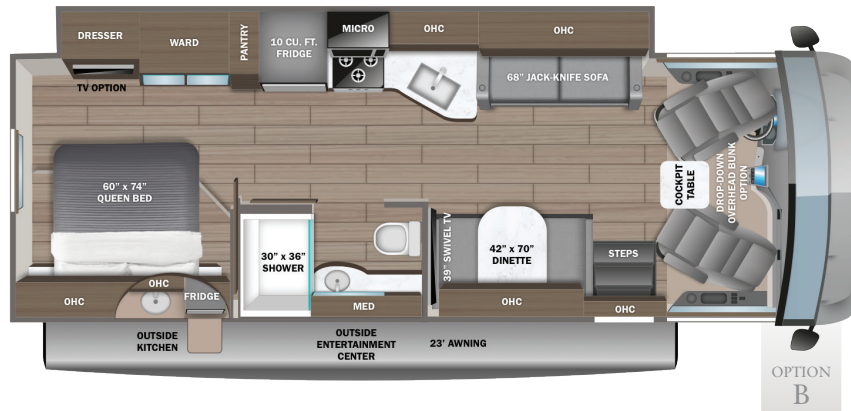 DRESSER
WARD
PANTRY
10 CU. FT.
FRIDGE
MICRO
OHC
OHC
TV OPTION
68" JACK-KNIFE SOFA
60" x 74"
QUEEN BED
COCKPIT
TABLE
DROP-DOWN
OVERHEAD BUNK
OPTION
30" x 36"
SHOWER
39" SWIVEL TV
42" x 70"
DINETTE
STEPS
OHC
OHC
FRIDGE
MED
OHC
OHC
OUTSIDE
KITCHEN
OUTSIDE
ENTERTAINMENT
CENTER
23' AWNING
OPTION
B